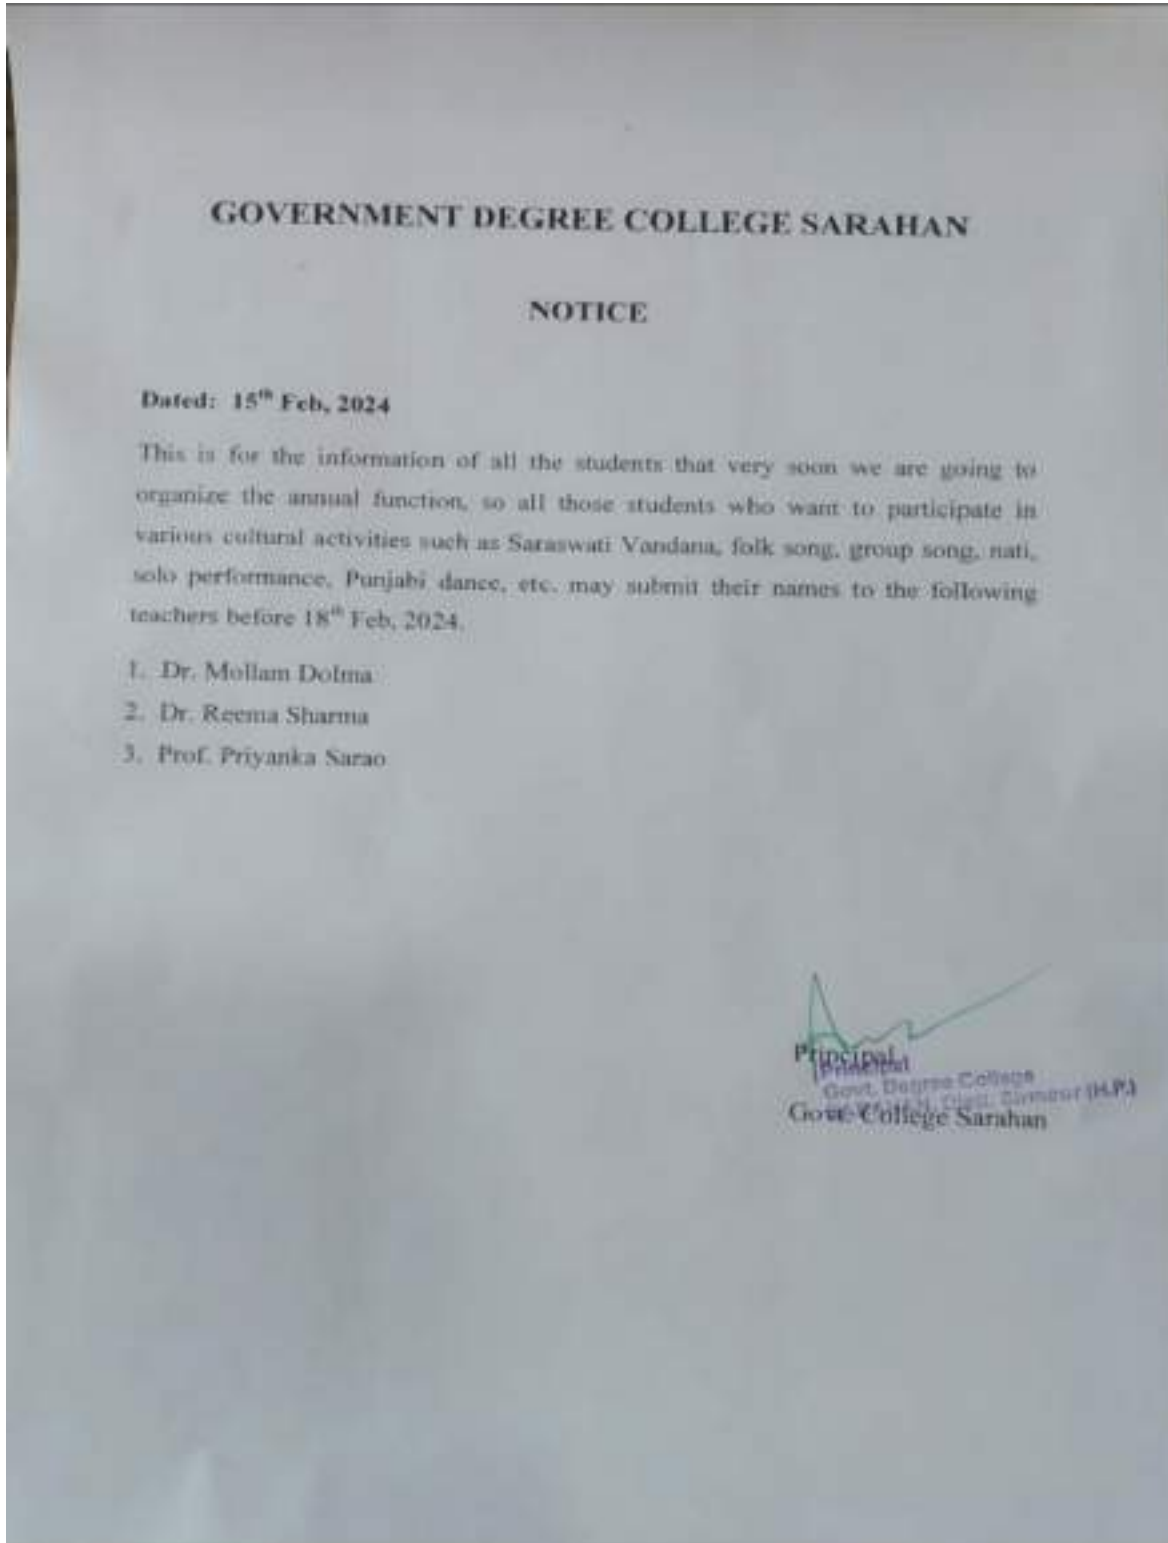 GOVERNMENT DEGREE COLLEGE SARAHAN
NOTICE
Dated: 15th Feb, 2024
This is for the information of all the students that very soon we are going to
organize the annual function, so all those students who want to participate in
various cultural activities such as Saraswati Vandana, folk song, group song, nati,
solo performance, Punjabi dance, etc. may submit their names to the following
teachers before 18th Feb, 2024.
1. Dr. Mollam Dolma
2. Dr. Reema Sharma
3. Prof. Priyanka Sarao
Principal
Principal
Govt. Degree College
Distt. Sirmour (H.P.)
Govt College Sarahan